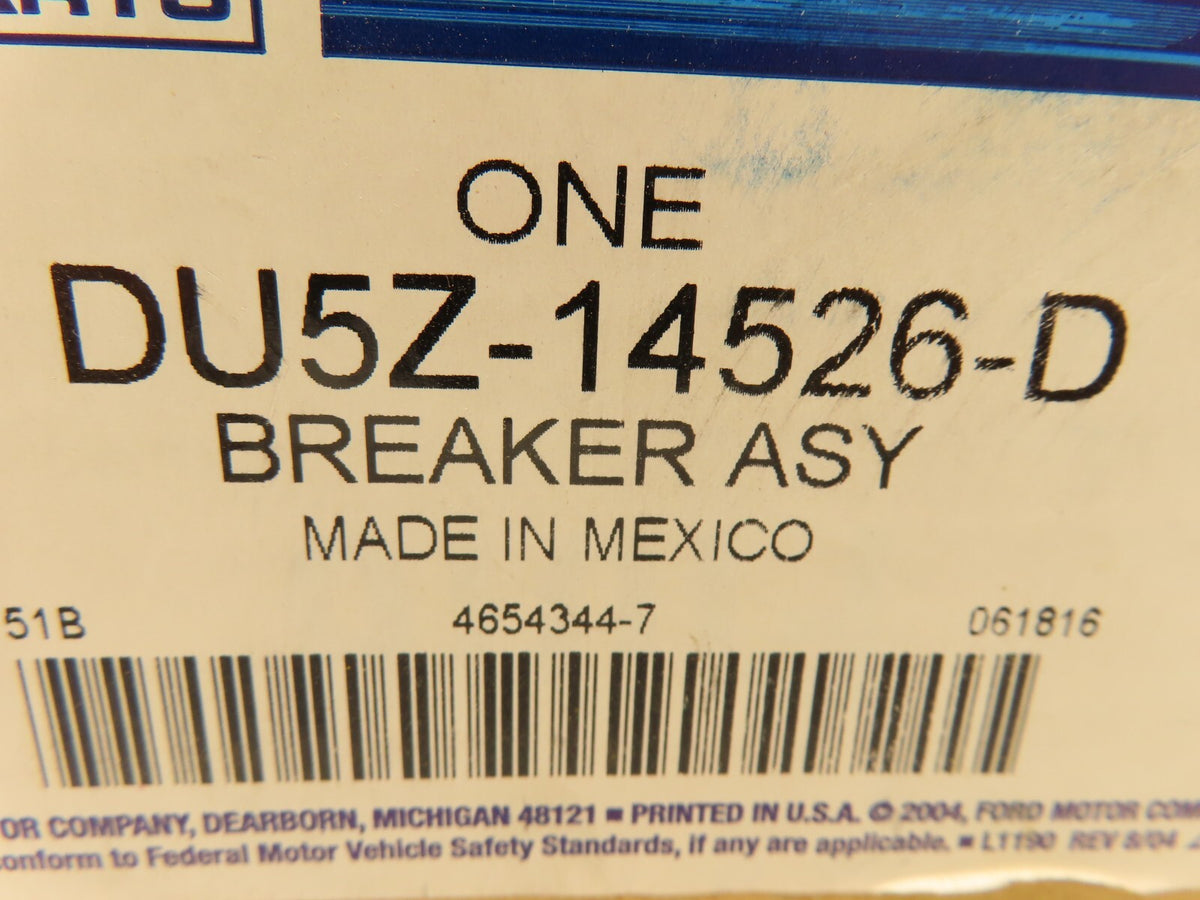 ONE
DU5Z-14526-D
BREAKER ASY
MADE IN MEXICO
51B 4654344-7 061816
OR COMPANY, DEARBORN, MICHIGAN 48121 ■ PRINTED IN U.S.A. © 2004, FORD MOTOR COM
conform to Federal Motor Vehicle Safety Standards, if any are applicable. ■ L1190 REV 8/04